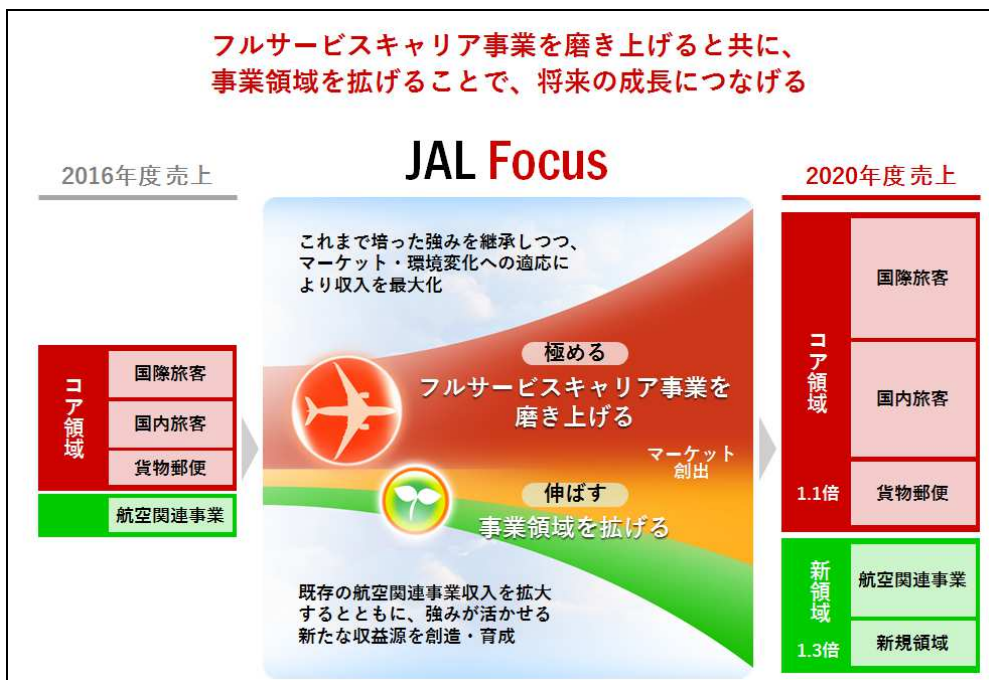 フルサービスキャリア事業を磨き上げると共に、
事業領域を拡げることで、将来の成長につなげる
JAL Focus
2016年度 売上
コア領域
国際旅客
国内旅客
貨物郵便
航空関連事業
これまで培った強みを継承しつつ、
マーケット・環境変化への適応に
より収入を最大化
極める
フルサービスキャリア事業を
磨き上げる
マーケット
創出
伸ばす
事業領域を拡げる
既存の航空関連事業収入を拡大
するとともに、強みが活かせる
新たな収益源を創造・育成
2020年度 売上
コア領域
1.1倍
国際旅客
国内旅客
貨物郵便
新領域
1.3倍
航空関連事業
新規領域